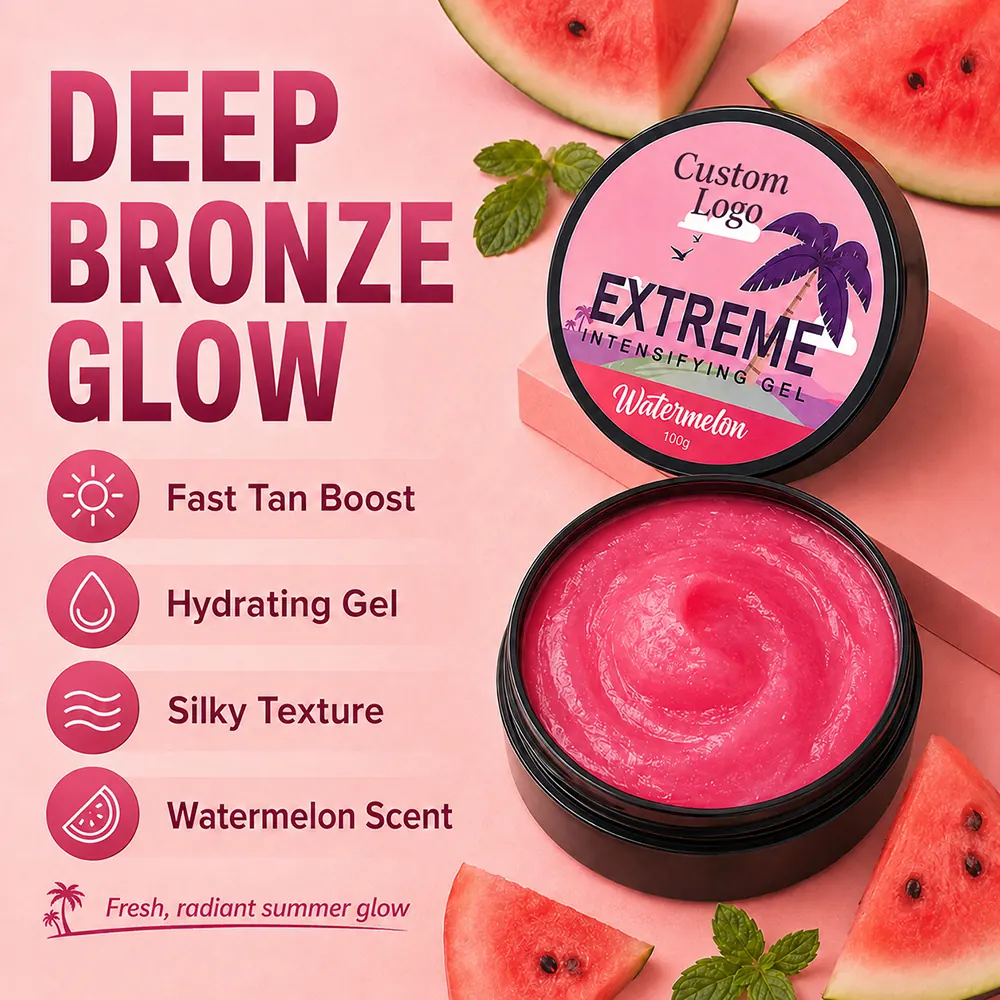 DEEP
BRONZE
GLOW
Fast Tan Boost
Hydrating Gel
Silky Texture
Watermelon Scent
Fresh, radiant summer glow
Custom
Logo
EXTREME
INTENSIFYING GEL
Watermelon
100g